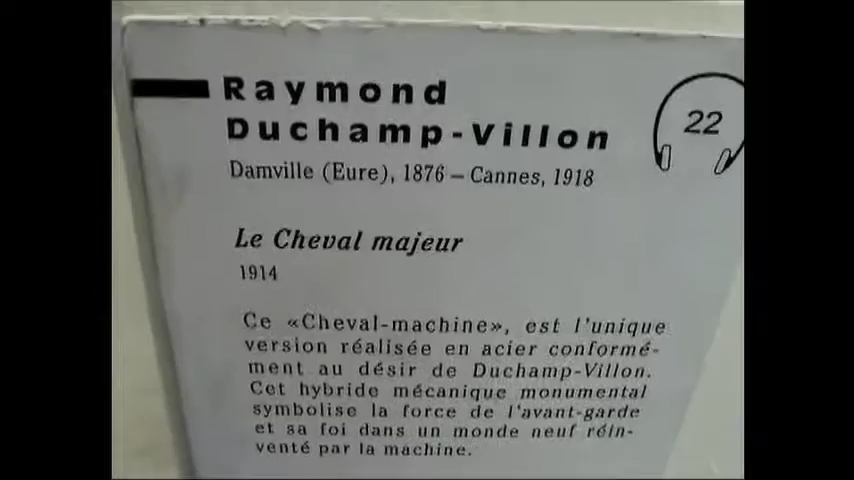 Raymond
Duchamp-Villon
22
Damville (Eure), 1876 – Cannes, 1918
Le Cheval majeur
1914
Ce «Cheval-machine», est l'unique
version réalisée en acier conformé-
ment au désir de Duchamp-Villon.
Cet hybride mécanique monumental
symbolise la force de l'avant-garde
et sa foi dans un monde neuf réin-
venté par la machine.